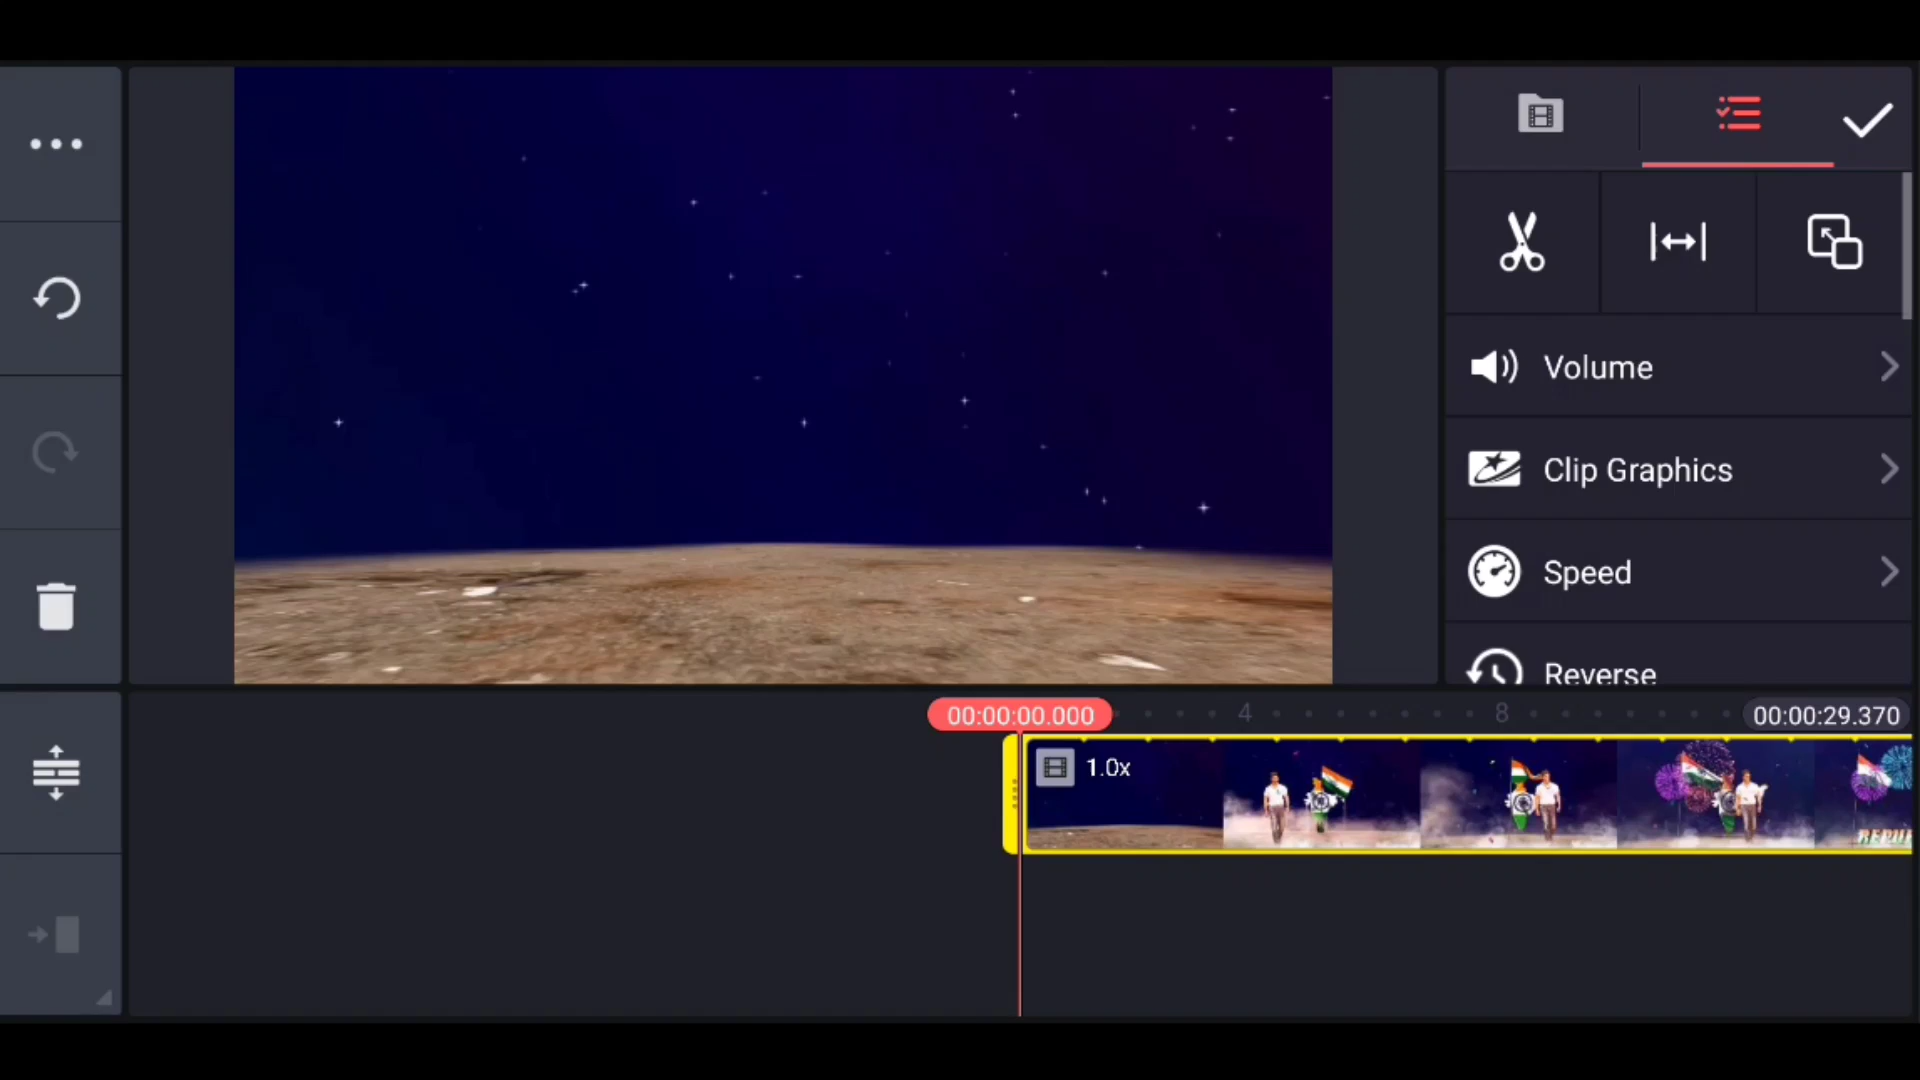 Volume
Clip Graphics
Speed
Reverse
00:00:00.000
4
8
00:00:29.370
1.0x